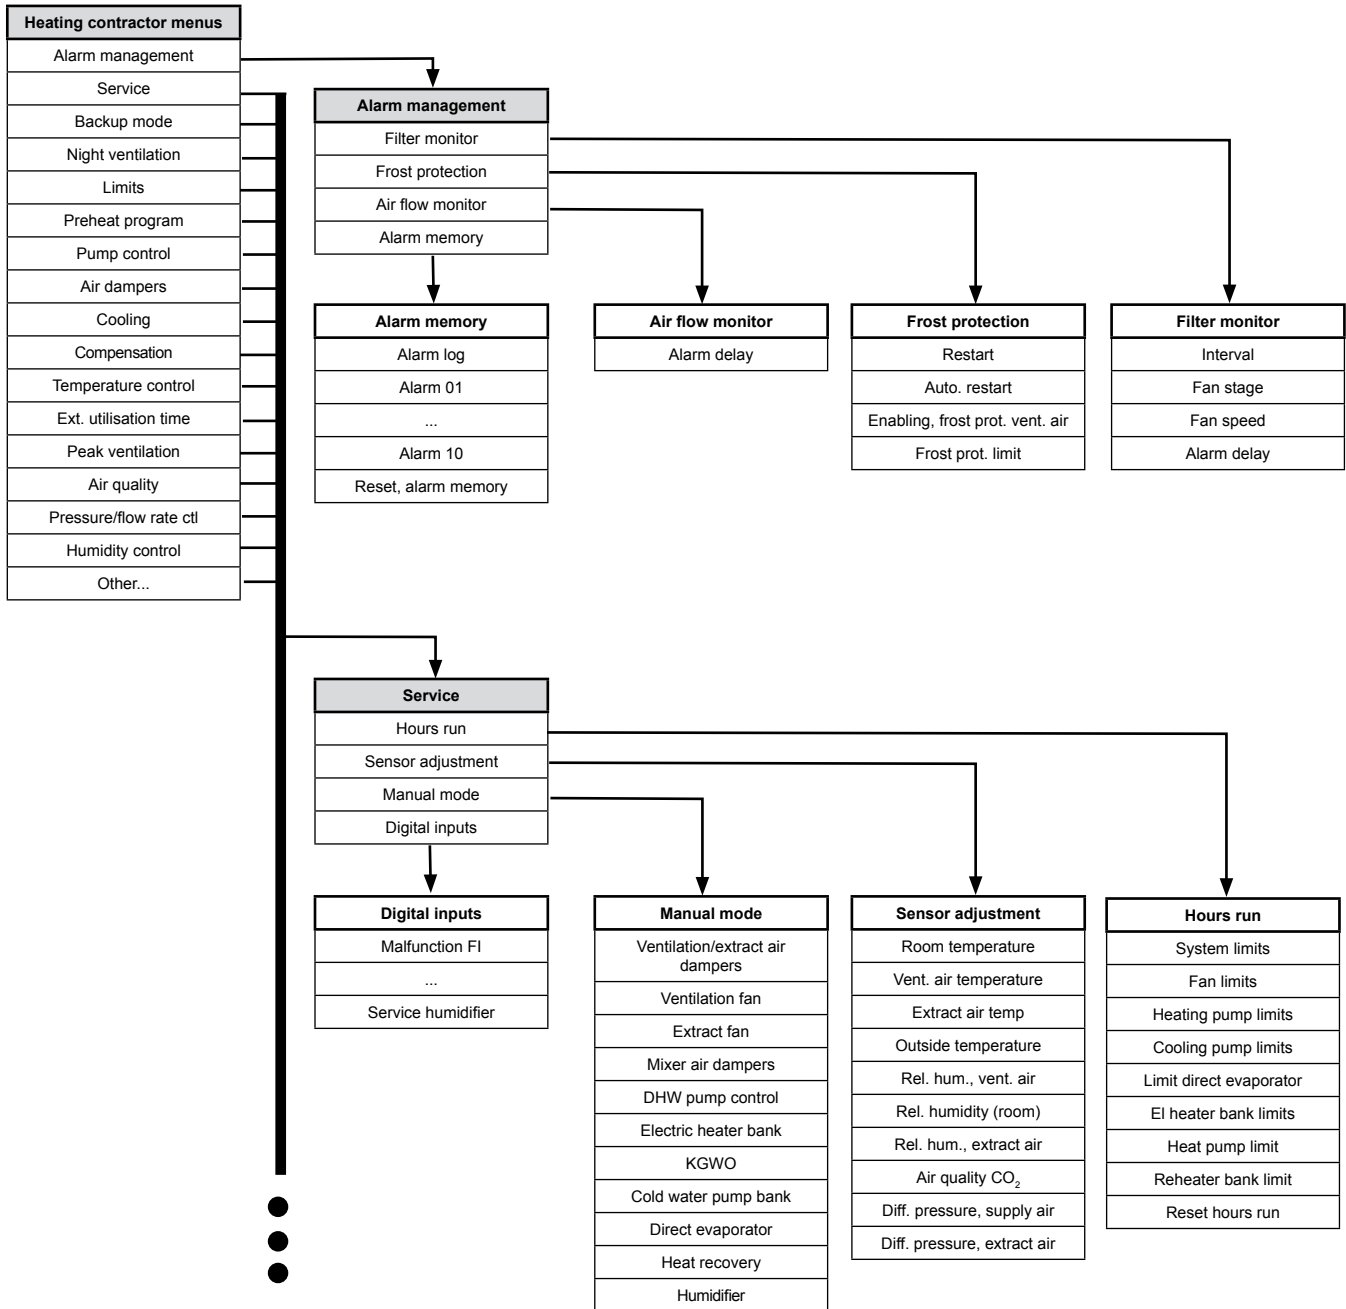 Heating contractor menus
Alarm management
Service
Backup mode
Night ventilation
Limits
Preheat program
Pump control
Air dampers
Cooling
Compensation
Temperature control
Ext. utilisation time
Peak ventilation
Air quality
Pressure/flow rate ctl
Humidity control
Other...
Alarm management
Filter monitor
Frost protection
Air flow monitor
Alarm memory
Alarm memory
Alarm log
Alarm 01
...
Alarm 10
Reset, alarm memory
Air flow monitor
Alarm delay
Frost protection
Restart
Auto. restart
Enabling, frost prot. vent. air
Frost prot. limit
Filter monitor
Interval
Fan stage
Fan speed
Alarm delay
Service
Hours run
Sensor adjustment
Manual mode
Digital inputs
Digital inputs
Malfunction FI
...
Service humidifier
Manual mode
Ventilation/extract air
dampers
Ventilation fan
Extract fan
Mixer air dampers
DHW pump control
Electric heater bank
KGWO
Cold water pump bank
Direct evaporator
Heat recovery
Humidifier
Sensor adjustment
Room temperature
Vent. air temperature
Extract air temp
Outside temperature
Rel. hum., vent. air
Rel. humidity (room)
Rel. hum., extract air
Air quality CO₂
Diff. pressure, supply air
Diff. pressure, extract air
Hours run
System limits
Fan limits
Heating pump limits
Cooling pump limits
Limit direct evaporator
El heater bank limits
Heat pump limit
Reheater bank limit
Reset hours run